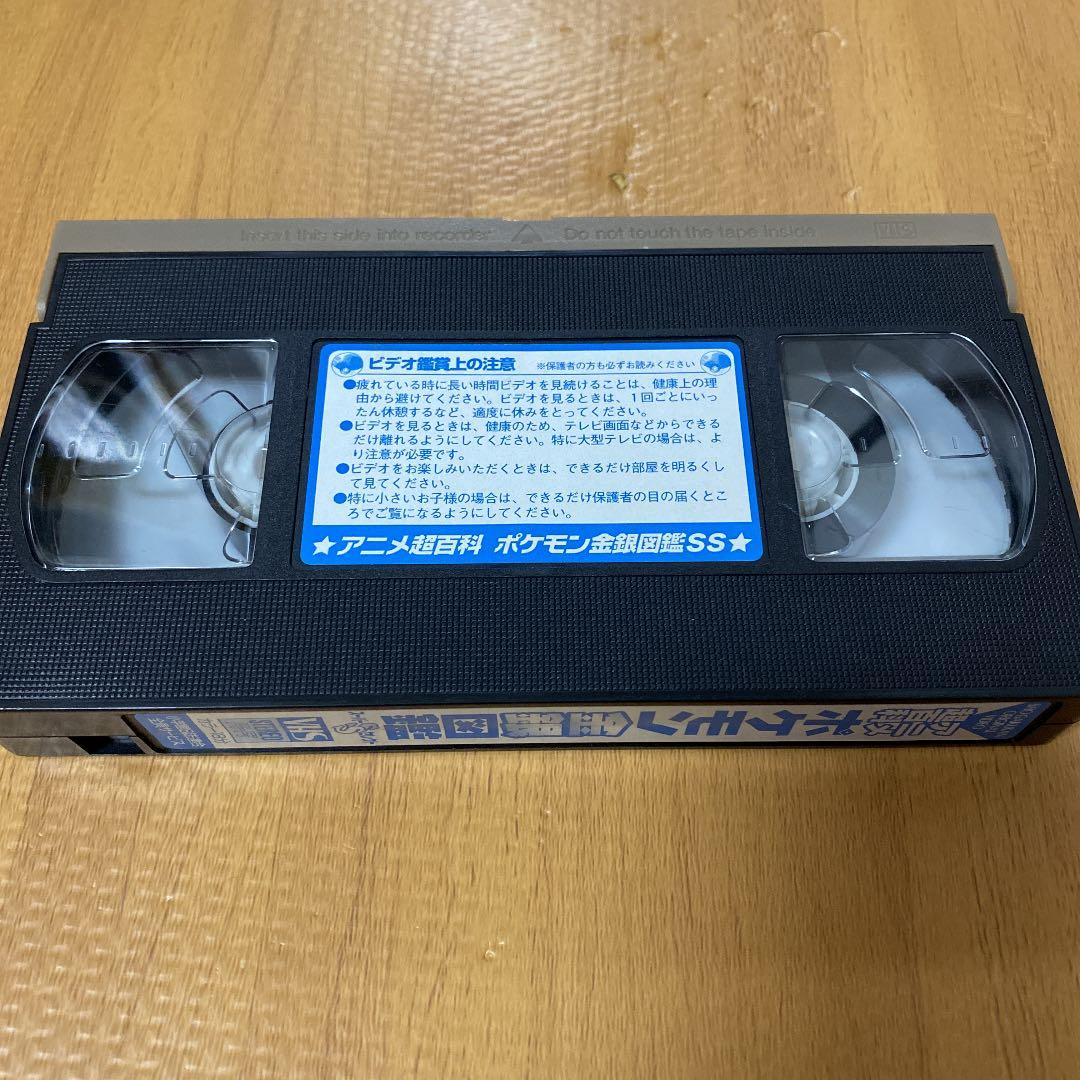 Insert this side into recorder Do not touch the tape inside VHS
ビデオ鑑賞上の注意 ※保護者の方も必ずお読みください
●疲れている時に長い時間ビデオを見続けることは、健康上の理
由から避けてください。ビデオを見るときは、1回ごとにいっ
たん休憩するなど、適度に休みをとってください。
●ビデオを見るときは、健康のため、テレビ画面などからできる
だけ離れるようにしてください。特に大型テレビの場合は、よ
り注意が必要です。
●ビデオをお楽しみいただくときは、できるだけ部屋を明るくし
て見てください。
●特に小さいお子様の場合は、できるだけ保護者の目の届くとこ
ろでご覧になるようにしてください。
★アニメ超百科 ポケモン金銀図鑑SS★
アニメ超百科
ポケモン金銀図鑑
VHS